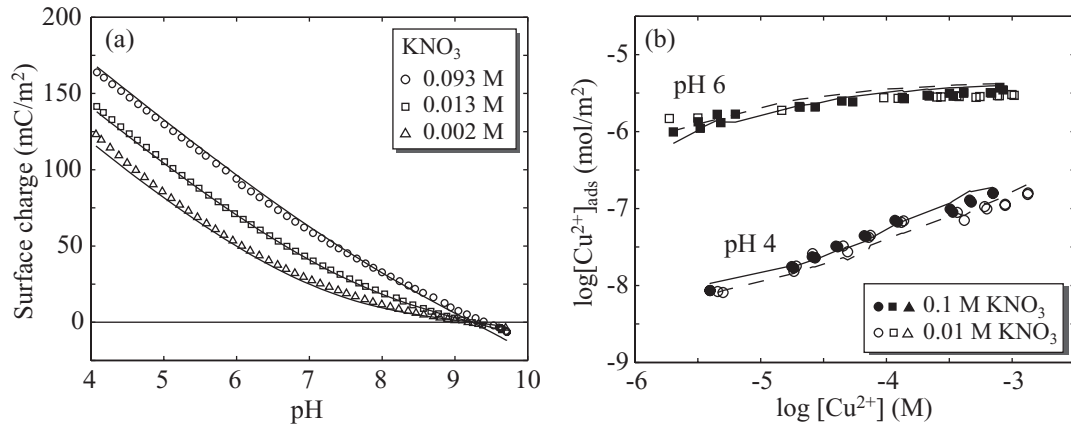 (a)
KNO₃
0.093 M
0.013 M
0.002 M
Surface charge (mC/m²)
200
150
100
50
0
4 5 6 7 8 9 10
pH
(b)
pH 6
pH 4
0.1 M KNO₃
0.01 M KNO₃
log[Cu²⁺]ads (mol/m²)
-5
-6
-7
-8
-9
-6 -5 -4 -3 -2
log [Cu²⁺] (M)